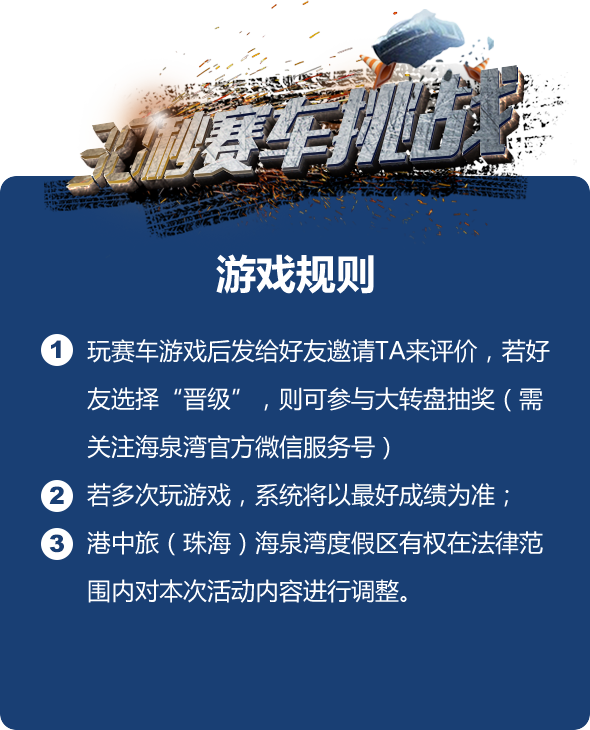 秒赛车挑战
游戏规则
1 玩赛车游戏后发给好友邀请TA来评价，若好
友选择“晋级”，则可参与大转盘抽奖（需
关注海泉湾官方微信服务号）
2 若多次玩游戏，系统将以最好成绩为准；
3 港中旅（珠海）海泉湾度假区有权在法律范
围内对本次活动内容进行调整。